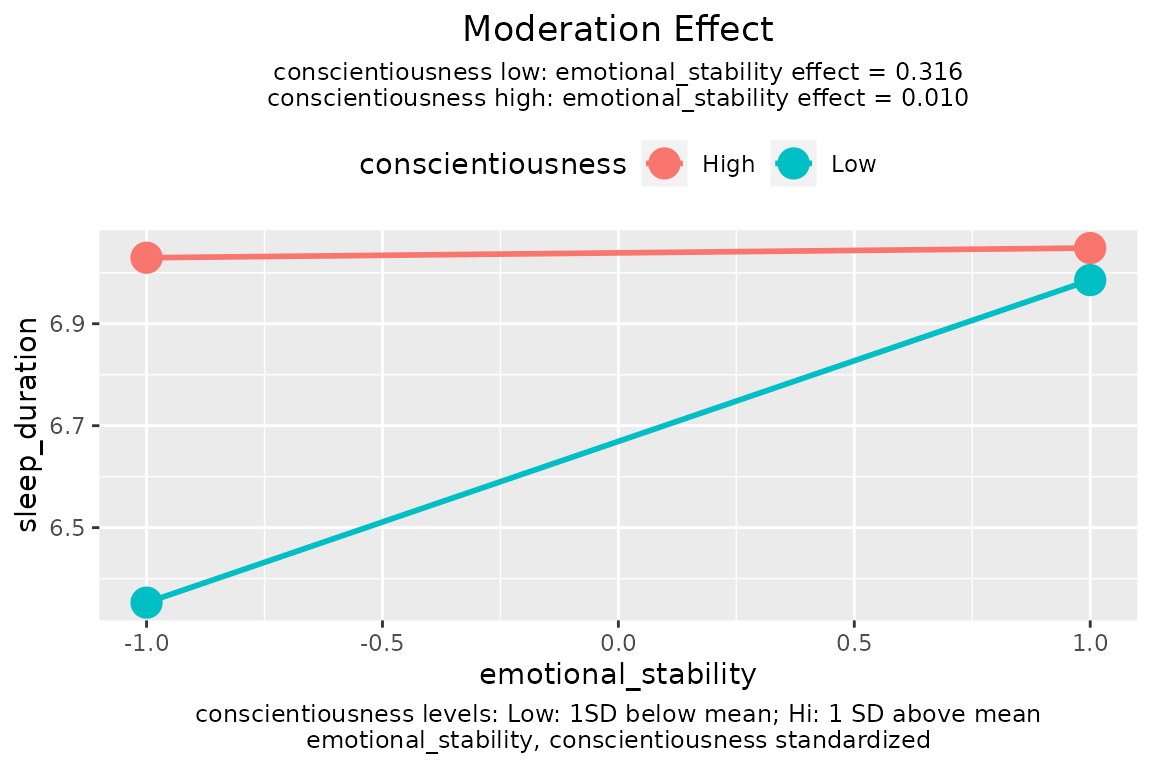 Moderation Effect
conscientiousness low: emotional_stability effect = 0.316
conscientiousness high: emotional_stability effect = 0.010
conscientiousness High Low
sleep_duration
6.9
6.7
6.5
-1.0 -0.5 0.0 0.5 1.0
emotional_stability
conscientiousness levels: Low: 1SD below mean; Hi: 1 SD above mean
emotional_stability, conscientiousness standardized